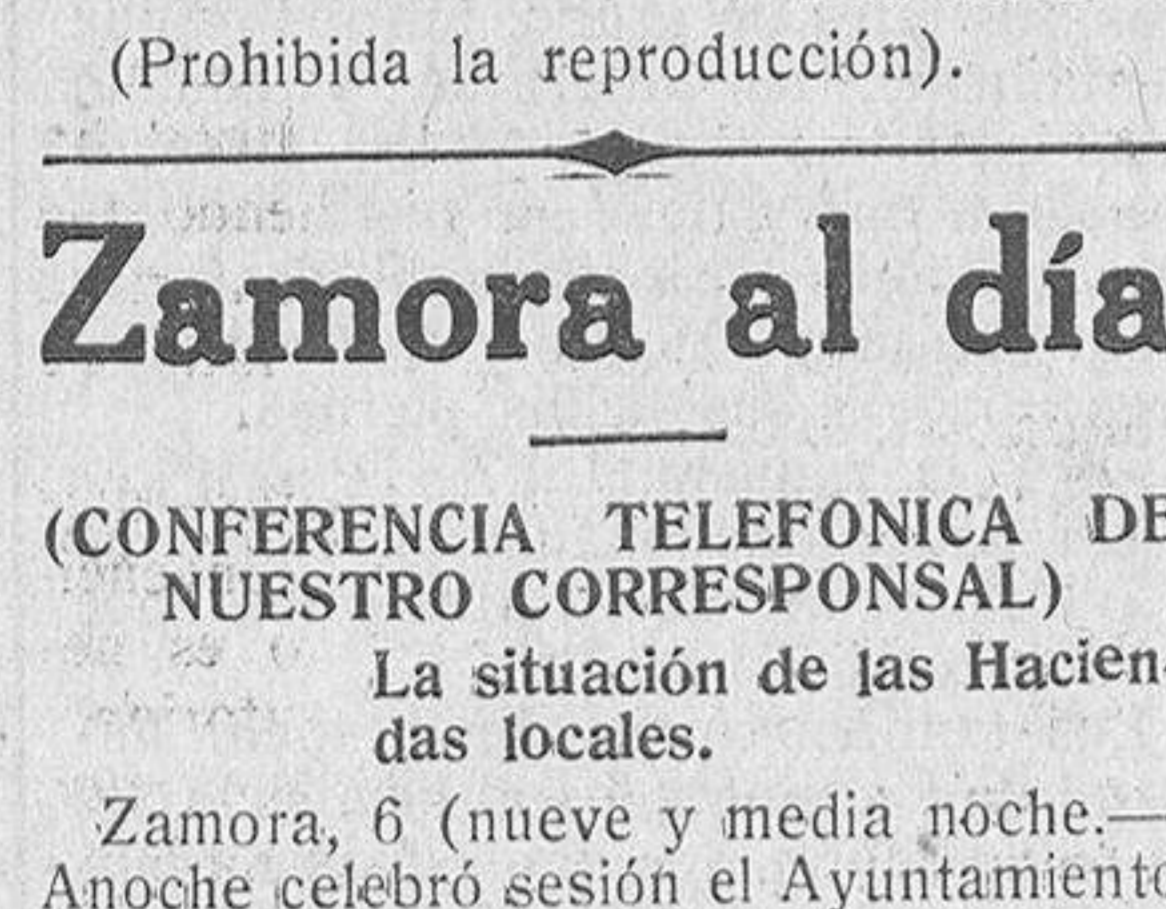 (Prohibida la reproducción).
Zamora al día
(CONFERENCIA TELEFONICA DE
NUESTRO CORRESPONSAL)
La situación de las Hacien-
das locales.
Zamora, 6 (nueve y media noche.—
Anoche celebró sesión el Ayuntamiento